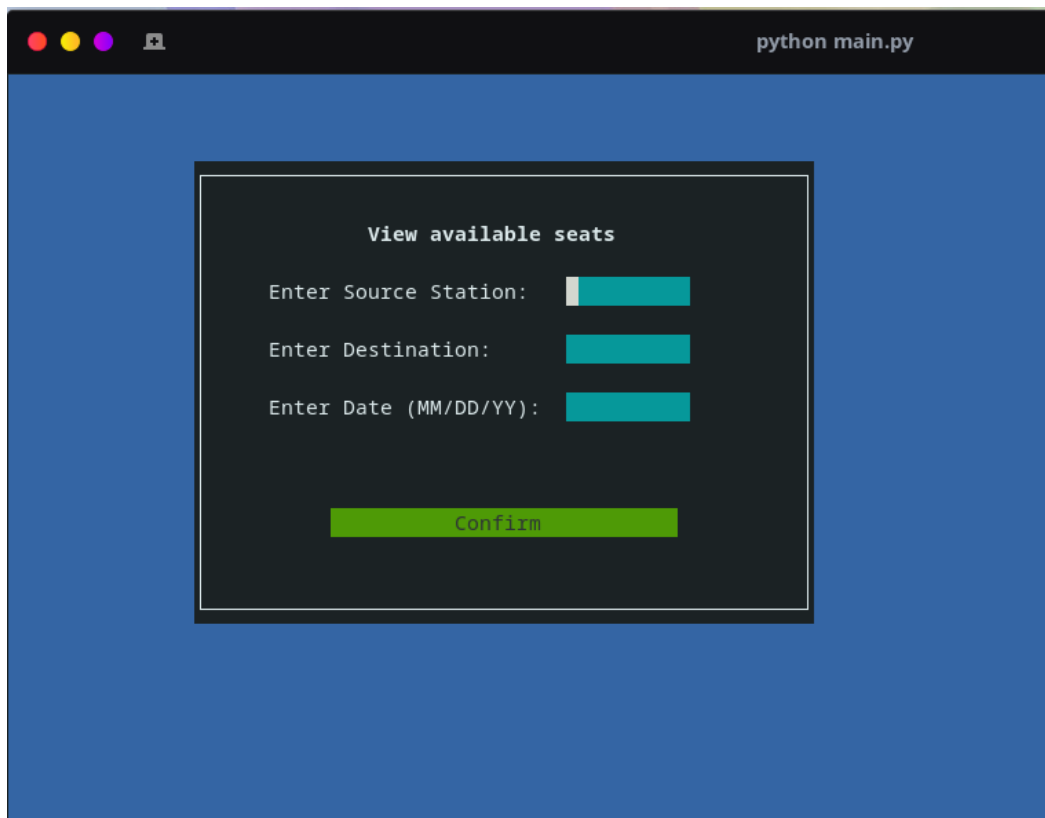 python main.py
View available seats
Enter Source Station:
Enter Destination:
Enter Date (MM/DD/YY):
Confirm